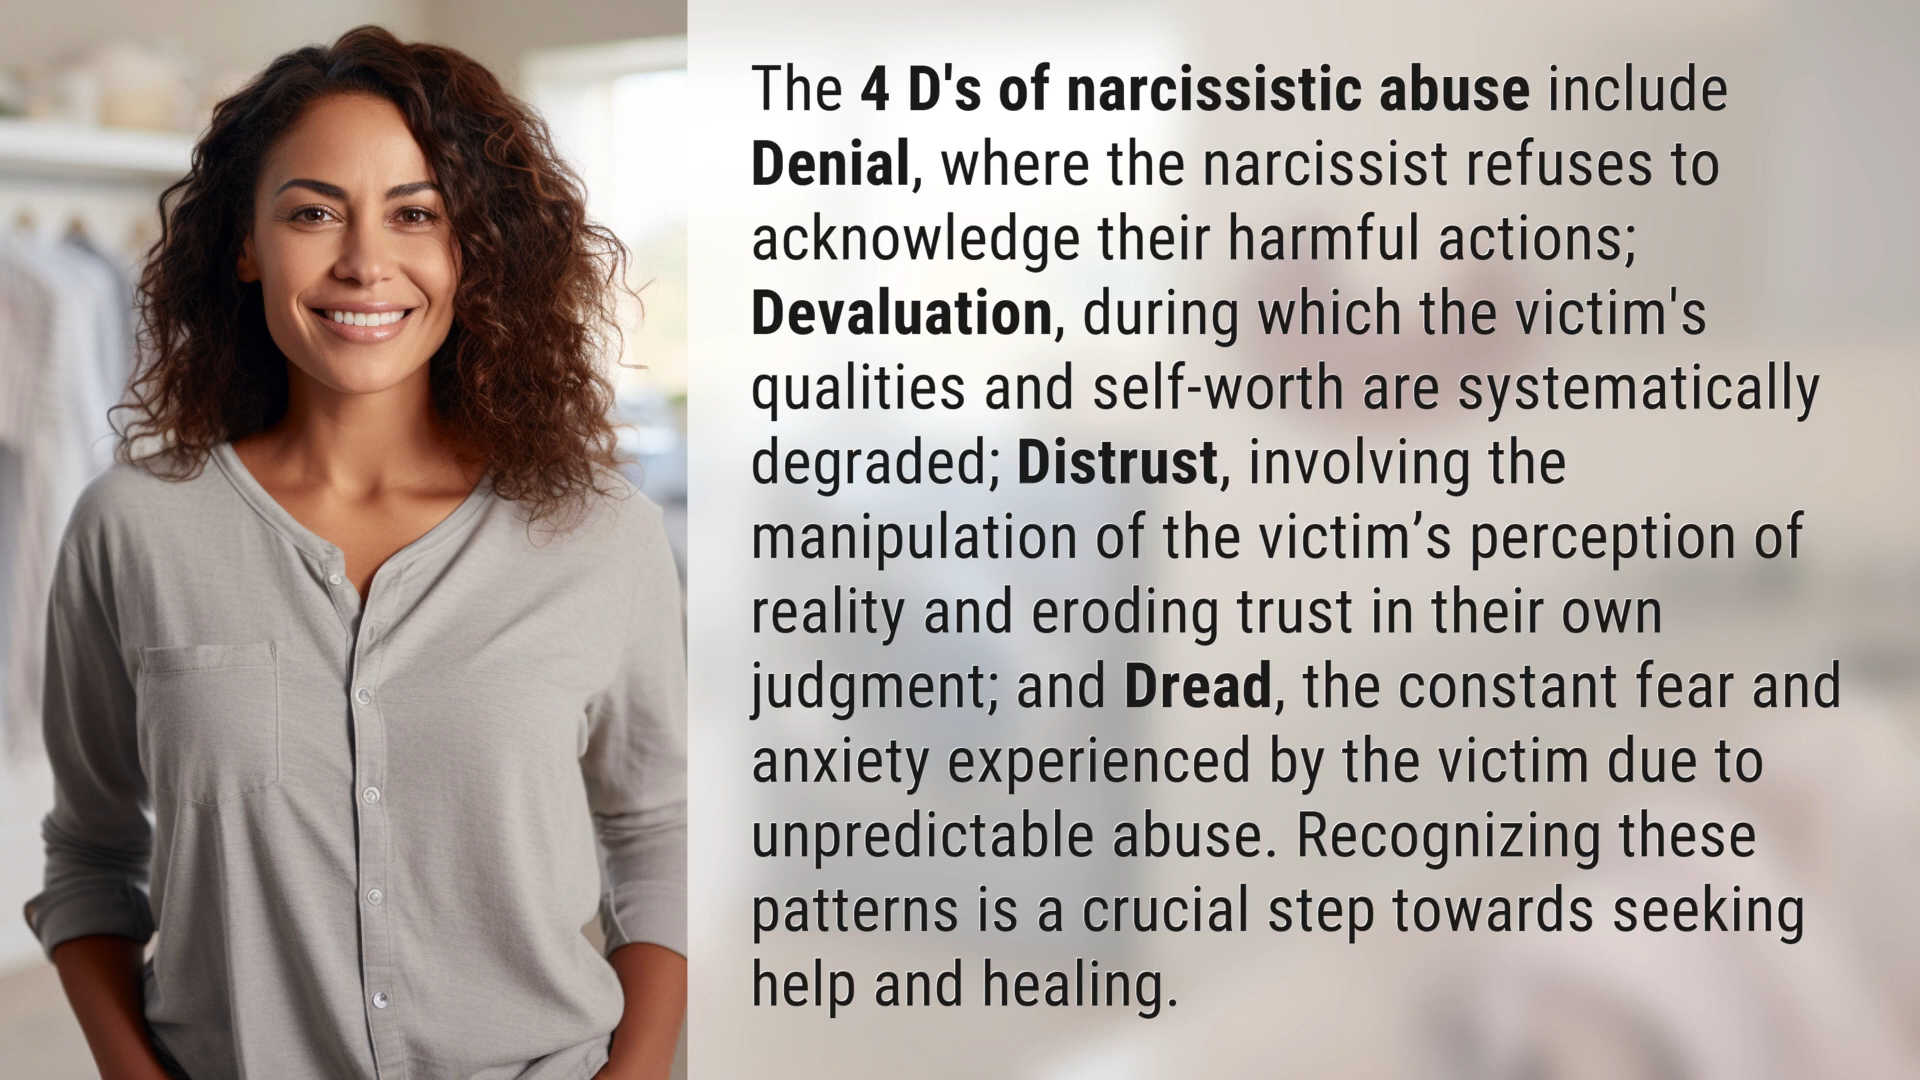 The 4 D's of narcissistic abuse include
Denial, where the narcissist refuses to
acknowledge their harmful actions;
Devaluation, during which the victim's
qualities and self-worth are systematically
degraded; Distrust, involving the
manipulation of the victim’s perception of
reality and eroding trust in their own
judgment; and Dread, the constant fear and
anxiety experienced by the victim due to
unpredictable abuse. Recognizing these
patterns is a crucial step towards seeking
help and healing.